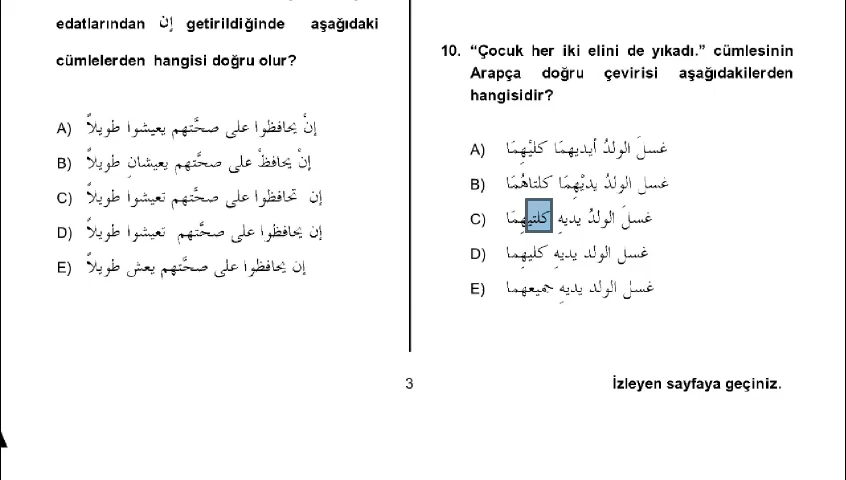 edatlarından إن getirildiğinde aşağıdaki
cümlelerden hangisi doğru olur?
A) إنْ يحافظوا على صحَّتهم يعيشوا طويلاً
B) إنْ يحافظْ على صحَّتهم يعيشانِ طويلاً
C) إن تحافظوا على صحَّتهم تعيشوا طويلاً
D) إن يحافظوا على صحَّتهم تعيشوا طويلاً
E) إن يحافظوا على صحَّتهم يعش طويلاً
10. “Çocuk her iki elini de yıkadı.” cümlesinin
Arapça doğru çevirisi aşağıdakilerden
hangisidir?
A) غسلَ الولدُ أيديهمَا كليْهِمَا
B) غسل الولدُ يديْهِمَا كلتاهُمَا
C) غسلَ الولدُ يديهِ كلتيهِمَا
D) غسل الولد يديهِ كليهِما
E) غسل الولد يديهِ جميعهما
3
İzleyen sayfaya geçiniz.